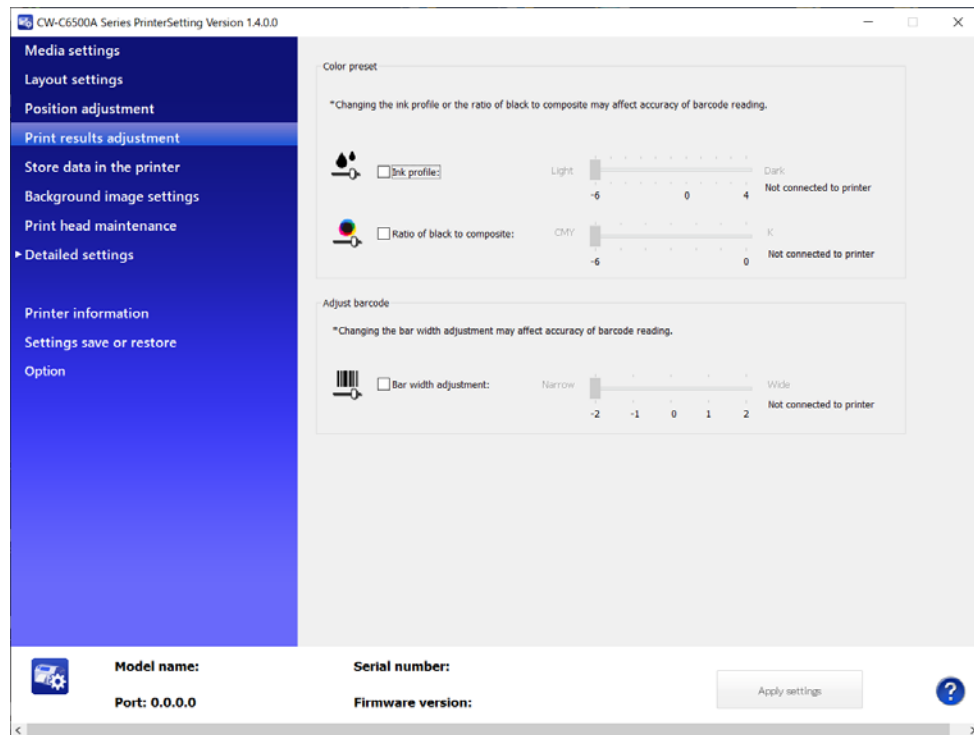 CW-C6500A Series PrinterSetting Version 1.4.0.0
Media settings
Layout settings
Position adjustment
Print results adjustment
Store data in the printer
Background image settings
Print head maintenance
Detailed settings
Printer information
Settings save or restore
Option
Color preset
*Changing the ink profile or the ratio of black to composite may affect accuracy of barcode reading.
Ink profile:
Light
Dark
-6 0 4
Not connected to printer
Ratio of black to composite:
CMY
K
-6 0
Not connected to printer
Adjust barcode
*Changing the bar width adjustment may affect accuracy of barcode reading.
Bar width adjustment:
Narrow
Wide
-2 -1 0 1 2
Not connected to printer
Model name:
Serial number:
Port: 0.0.0.0
Firmware version:
Apply settings
?